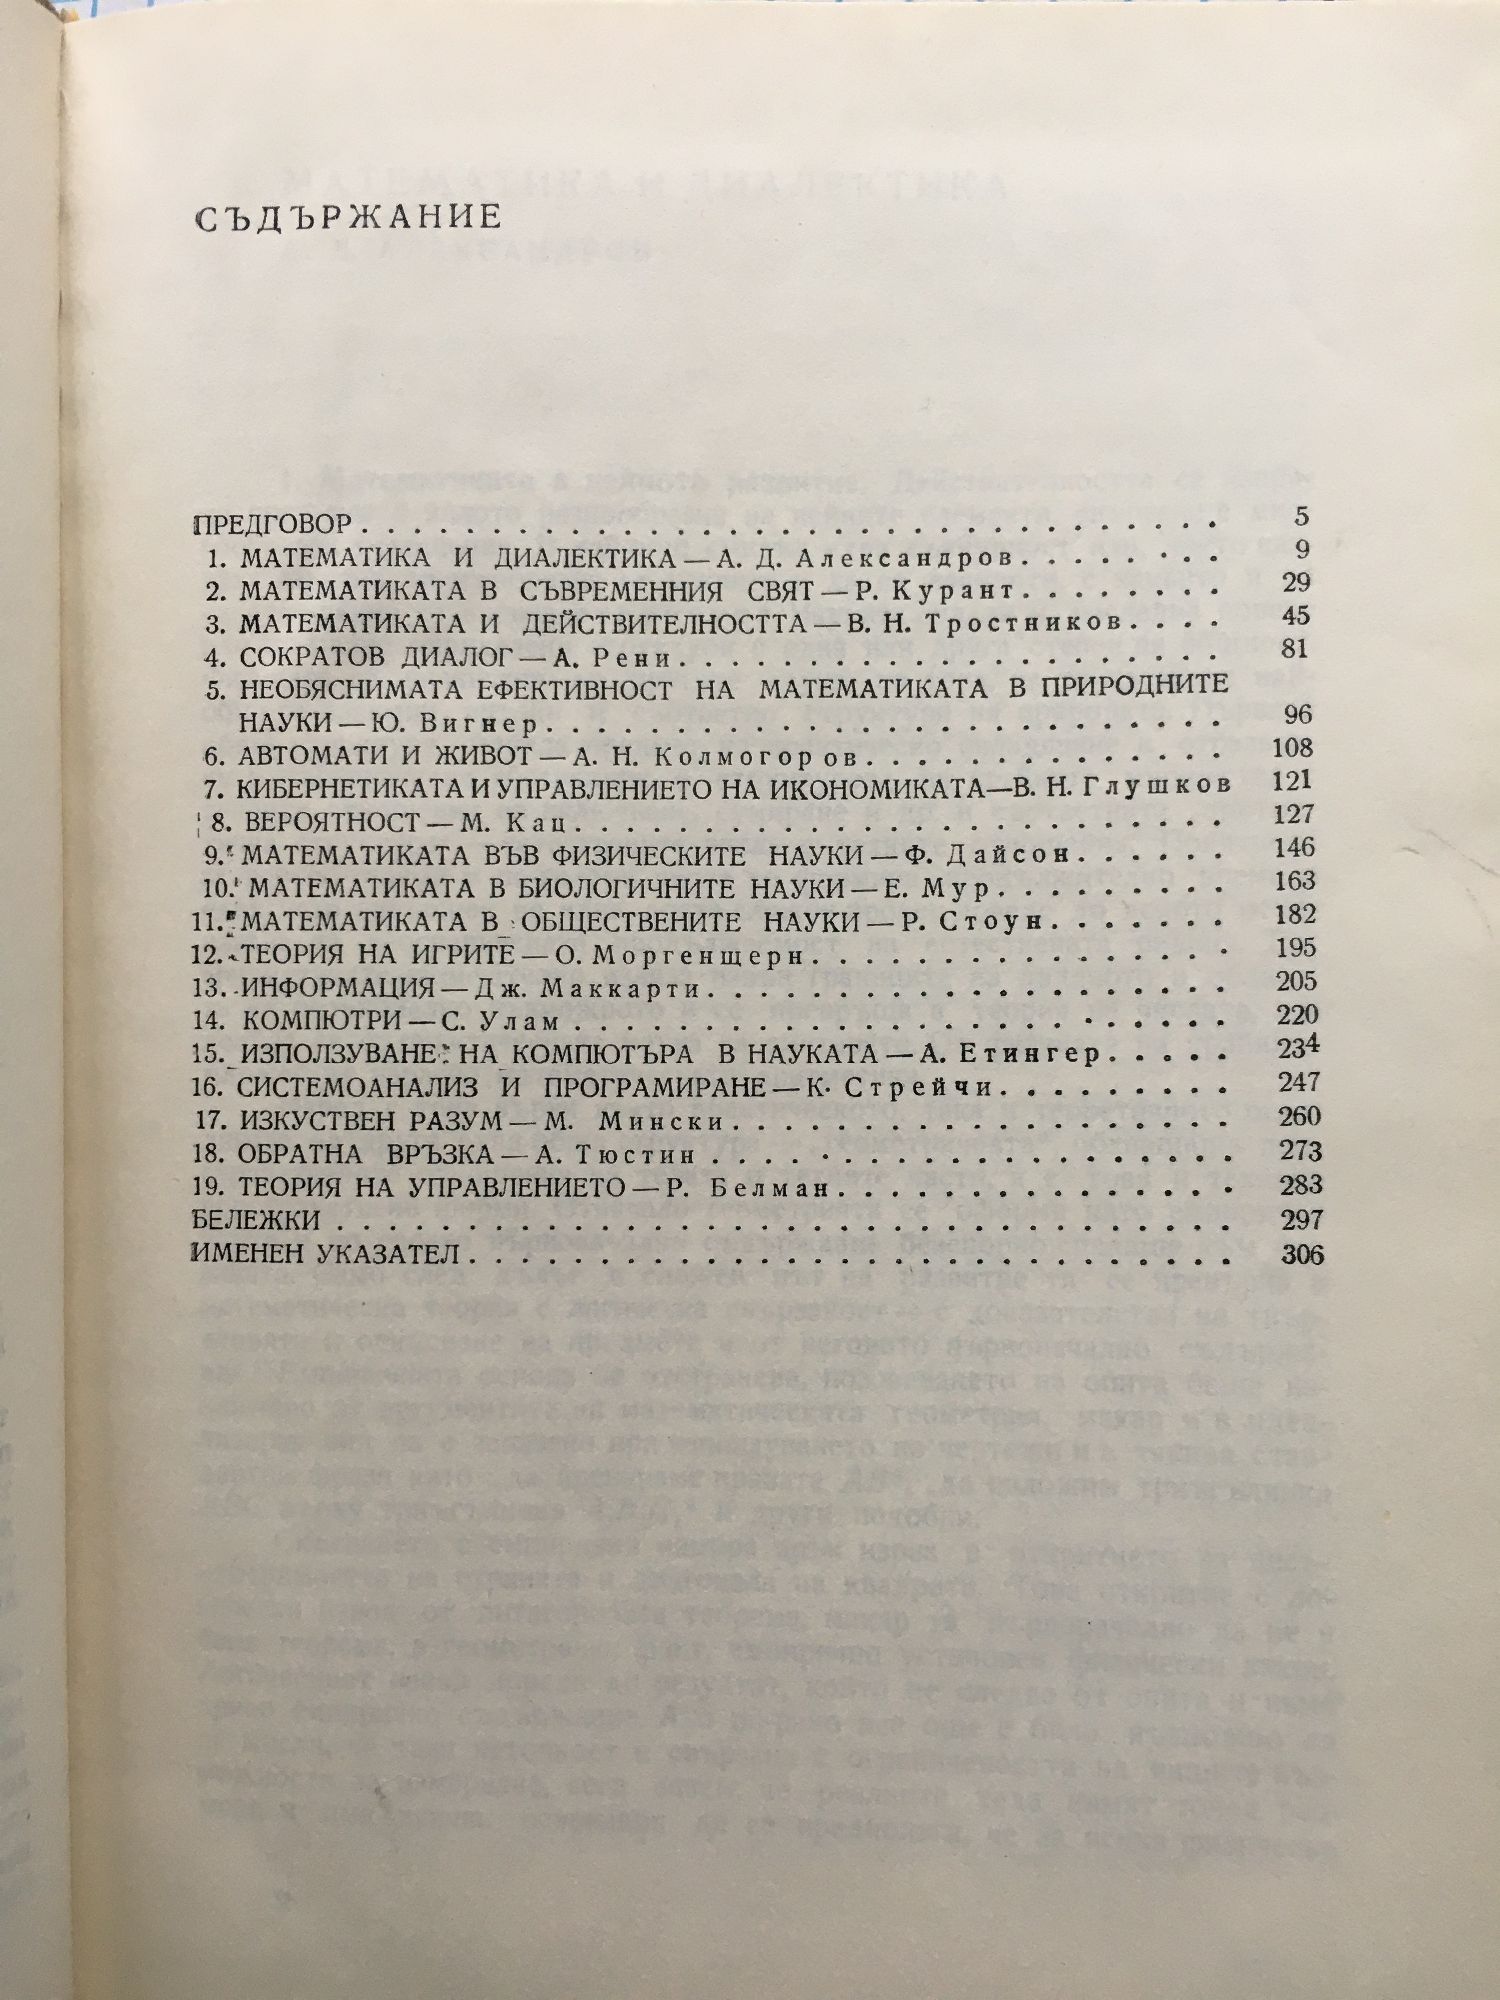 СЪДЪРЖАНИЕ
ПРЕДГОВОР . . . . . . . . . . . . . . . . . . . . . . . . . . . . . . . . . 5
1. МАТЕМАТИКА И ДИАЛЕКТИКА — А. Д. Александров . . . . . . . . 9
2. МАТЕМАТИКАТА В СЪВРЕМЕННИЯ СВЯТ — Р. Курант . . . . . . . . 29
3. МАТЕМАТИКАТА И ДЕЙСТВИТЕЛНОСТТА — В. Н. Тростников . . . . 45
4. СОКРАТОВ ДИАЛОГ — А. Рени . . . . . . . . . . . . . . . . . . . . . 81
5. НЕОБЯСНИМАТА ЕФЕКТИВНОСТ НА МАТЕМАТИКАТА В ПРИРОДНИТЕ
НАУКИ — Ю. Вигнер . . . . . . . . . . . . . . . . . . . . . . . . . . 96
6. АВТОМАТИ И ЖИВОТ — А. Н. Колмогоров . . . . . . . . . . . . . . 108
7. КИБЕРНЕТИКАТА И УПРАВЛЕНИЕТО НА ИКОНОМИКАТА—В. Н. Глушков 121
8. ВЕРОЯТНОСТ — М. Кац . . . . . . . . . . . . . . . . . . . . . . . . . 127
9. МАТЕМАТИКАТА ВЪВ ФИЗИЧЕСКИТЕ НАУКИ — Ф. Дайсон . . . . . . 146
10. МАТЕМАТИКАТА В БИОЛОГИЧНИТЕ НАУКИ — Е. Мур . . . . . . . . . 163
11. МАТЕМАТИКАТА В ОБЩЕСТВЕНИТЕ НАУКИ — Р. Стоун . . . . . . . 182
12. ТЕОРИЯ НА ИГРИТЕ — О. Моргенщерн . . . . . . . . . . . . . . . . 195
13. ИНФОРМАЦИЯ — Дж. Маккарти . . . . . . . . . . . . . . . . . . . . 205
14. КОМПЮТРИ — С. Улам . . . . . . . . . . . . . . . . . . . . . . . . . 220
15. ИЗПОЛЗУВАНЕ НА КОМПЮТЪРА В НАУКАТА — А. Етингер . . . . . 234
16. СИСТЕМОАНАЛИЗ И ПРОГРАМИРАНЕ — К. Стрейчи . . . . . . . . . 247
17. ИЗКУСТВЕН РАЗУМ — М. Мински . . . . . . . . . . . . . . . . . . . 260
18. ОБРАТНА ВРЪЗКА — А. Тюстин . . . . . . . . . . . . . . . . . . . . 273
19. ТЕОРИЯ НА УПРАВЛЕНИЕТО — Р. Белман . . . . . . . . . . . . . . . 283
БЕЛЕЖКИ . . . . . . . . . . . . . . . . . . . . . . . . . . . . . . . . . . 297
ИМЕНЕН УКАЗАТЕЛ . . . . . . . . . . . . . . . . . . . . . . . . . . . . . 306